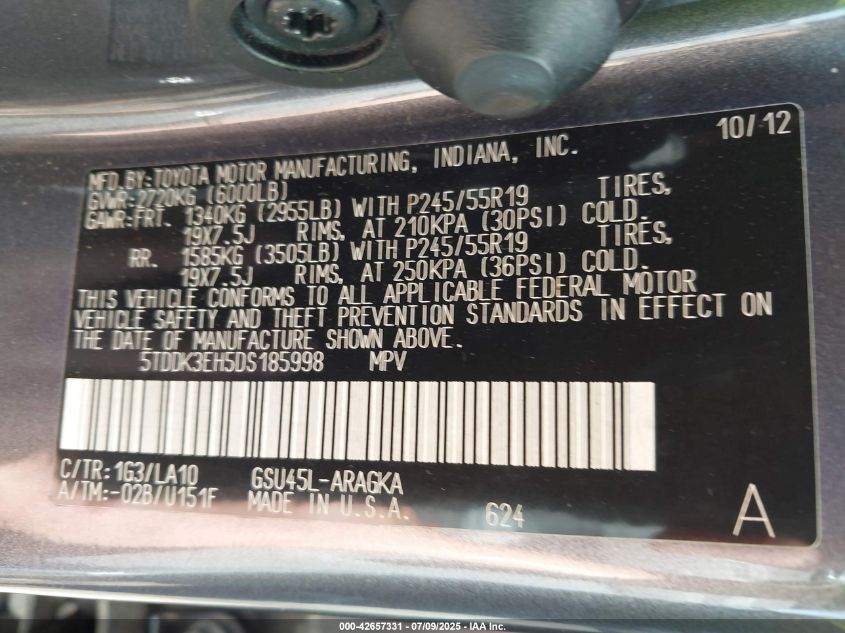 10/12
MFD.BY:TOYOTA MOTOR MANUFACTURING, INDIANA, INC.
GVWR:2720KG (6000LB)
GAWR:FRT. 1340KG (2955LB) WITH P245/55R19 TIRES,
19X7.5J RIMS, AT 210KPA (30PSI) COLD.
RR. 1585KG (3505LB) WITH P245/55R19 TIRES,
19X7.5J RIMS, AT 250KPA (36PSI) COLD.
THIS VEHICLE CONFORMS TO ALL APPLICABLE FEDERAL MOTOR
VEHICLE SAFETY AND THEFT PREVENTION STANDARDS IN EFFECT ON
THE DATE OF MANUFACTURE SHOWN ABOVE.
5TDDK3EH5DS185998 MPV
C/TR:1G3/LA10 GSU45L-ARAGKA
A/TM:-02B/U151F MADE IN U.S.A. 624 A
000-42657331 - 07/09/2025 - IAA Inc.